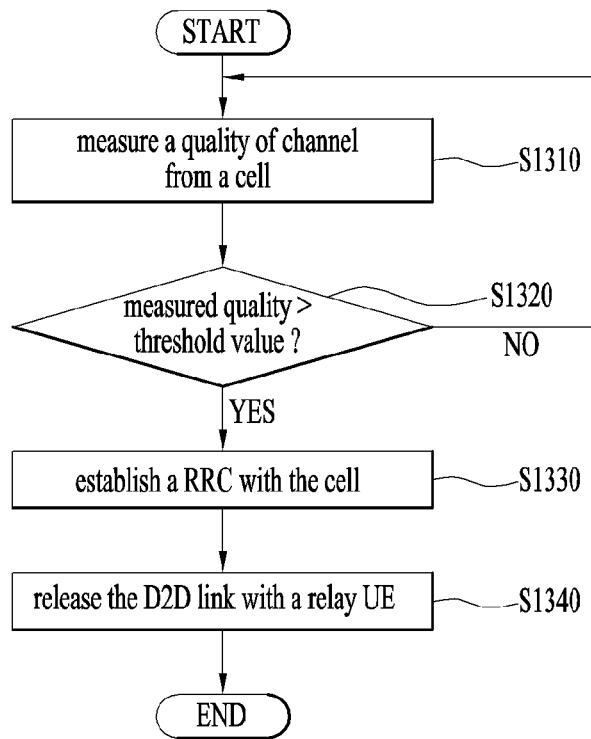 START
measure a quality of channel
from a cell
S1310
measured quality >
threshold value ?
S1320
NO
YES
establish a RRC with the cell
S1330
release the D2D link with a relay UE
S1340
END